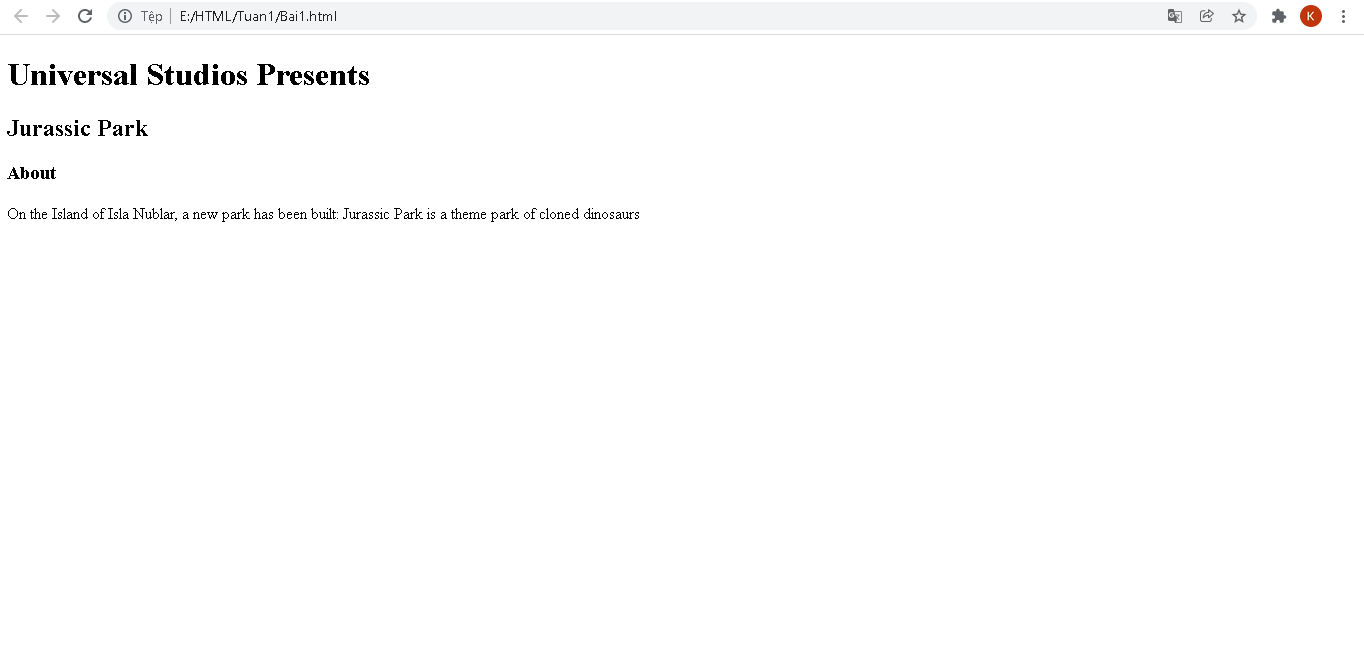 Tệp E:/HTML/Tuan1/Bai1.html K
Universal Studios Presents
Jurassic Park
About
On the Island of Isla Nublar, a new park has been built: Jurassic Park is a theme park of cloned dinosaurs